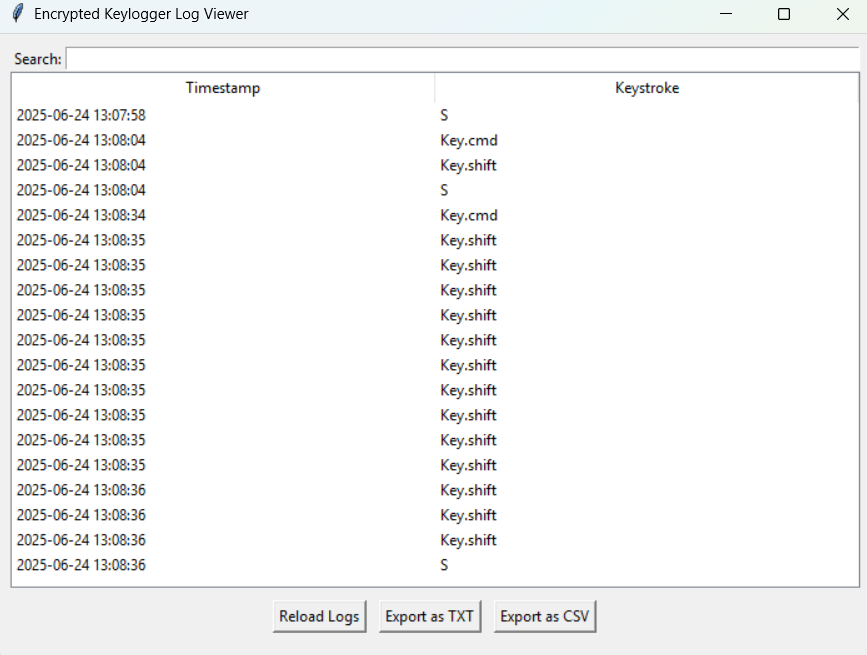 Encrypted Keylogger Log Viewer
Search:
Timestamp Keystroke
2025-06-24 13:07:58 S
2025-06-24 13:08:04 Key.cmd
2025-06-24 13:08:04 Key.shift
2025-06-24 13:08:04 S
2025-06-24 13:08:34 Key.cmd
2025-06-24 13:08:35 Key.shift
2025-06-24 13:08:35 Key.shift
2025-06-24 13:08:35 Key.shift
2025-06-24 13:08:35 Key.shift
2025-06-24 13:08:35 Key.shift
2025-06-24 13:08:35 Key.shift
2025-06-24 13:08:35 Key.shift
2025-06-24 13:08:35 Key.shift
2025-06-24 13:08:35 Key.shift
2025-06-24 13:08:35 Key.shift
2025-06-24 13:08:36 Key.shift
2025-06-24 13:08:36 Key.shift
2025-06-24 13:08:36 Key.shift
2025-06-24 13:08:36 S
Reload Logs Export as TXT Export as CSV